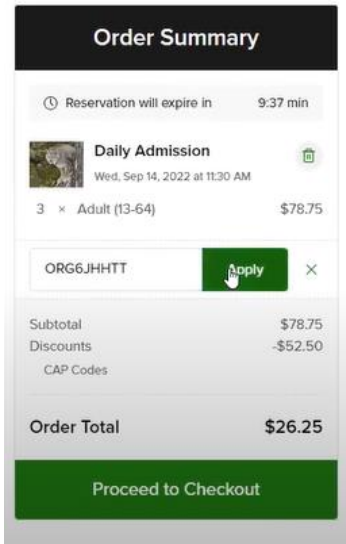 Order Summary
Reservation will expire in 9:37 min
Daily Admission
Wed, Sep 14, 2022 at 11:30 AM
3 × Adult (13-64) $78.75
ORG6JHHTT Apply ×
Subtotal $78.75
Discounts -$52.50
CAP Codes
Order Total $26.25
Proceed to Checkout